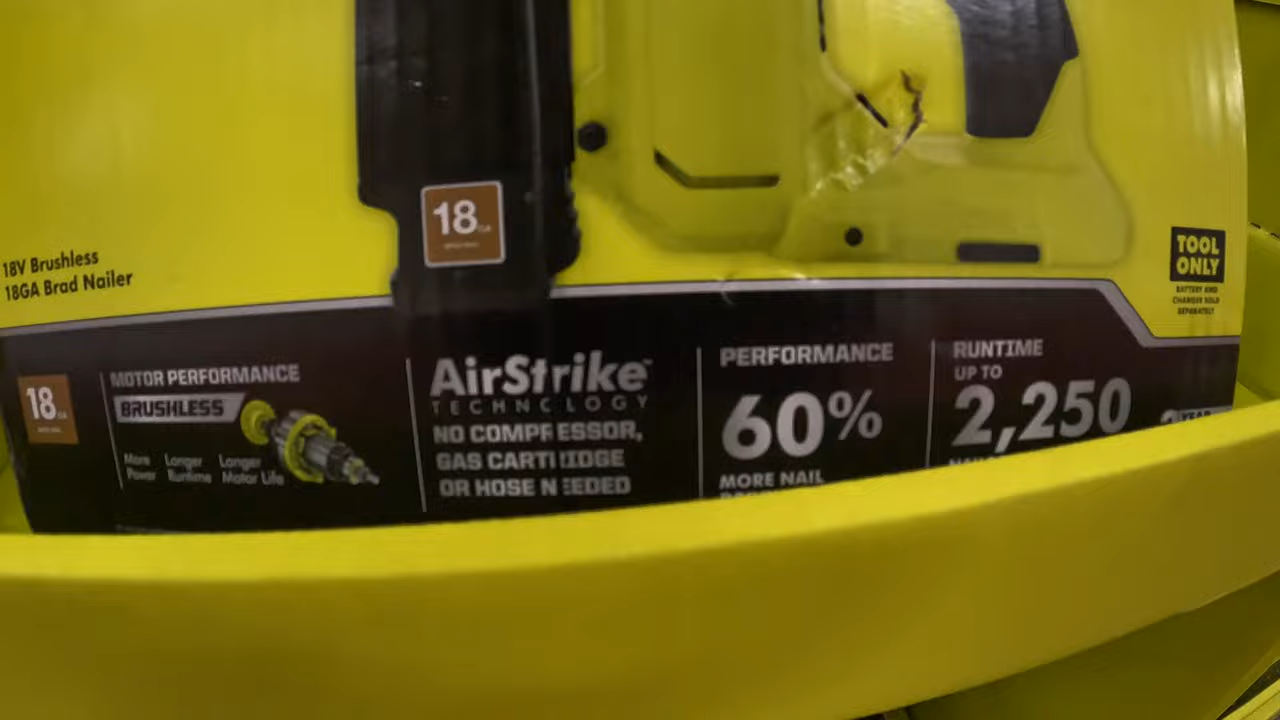 18
GA
18V Brushless
18GA Brad Nailer
TOOL
ONLY
BATTERY AND
CHARGER SOLD
SEPARATELY
18
GA
MOTOR PERFORMANCE
BRUSHLESS
More
Power
Longer
Runtime
Longer
Motor Life
AirStrike™
TECHNOLOGY
NO COMPRESSOR,
GAS CARTRIDGE
OR HOSE NEEDED
PERFORMANCE
60%
MORE NAIL
RUNTIME
UP TO
2,250
YEAR